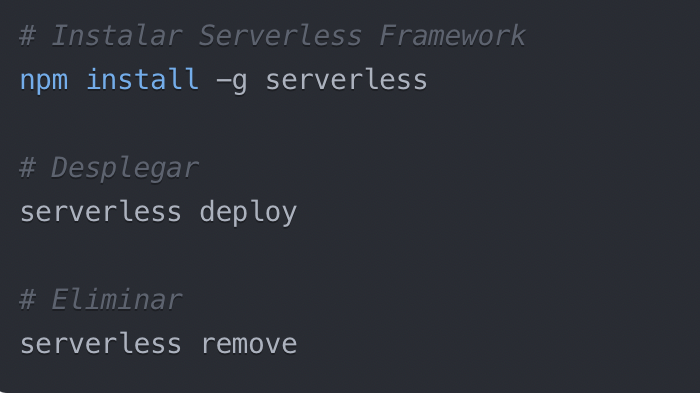 # Instalar Serverless Framework
npm install -g serverless
# Desplegar
serverless deploy
# Eliminar
serverless remove